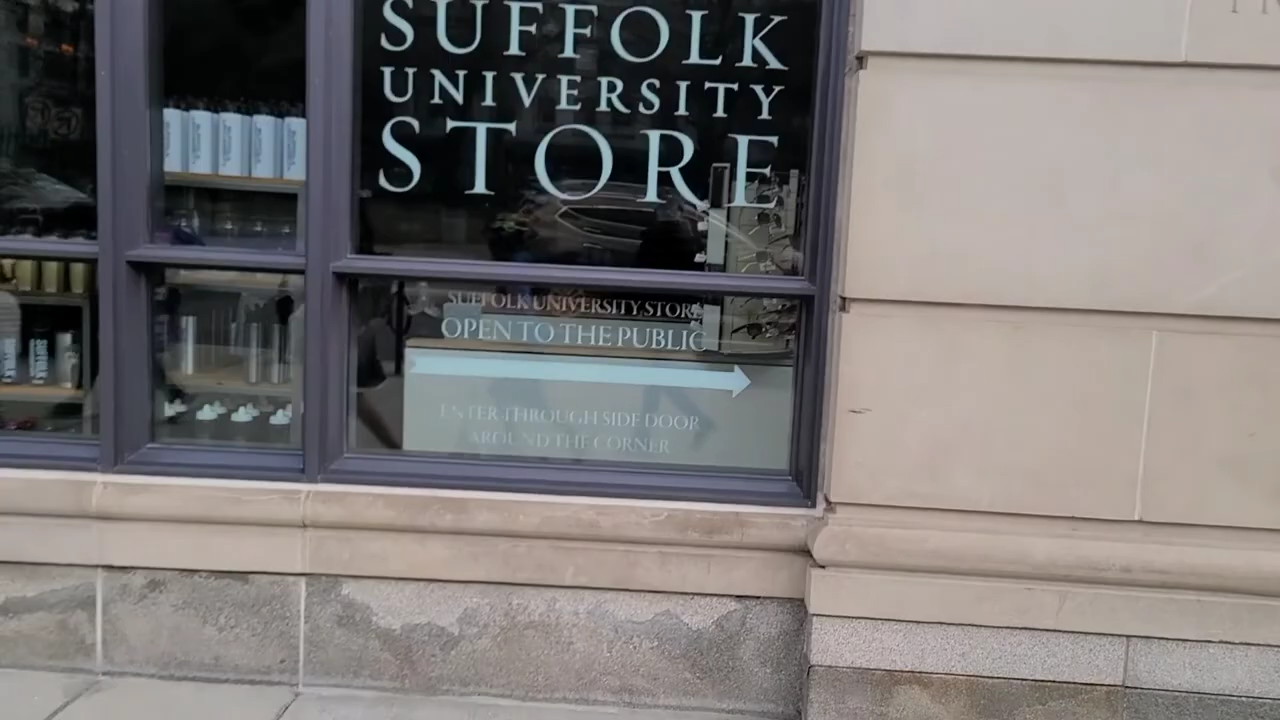 SUFFOLK
UNIVERSITY
STORE
SUFFOLK UNIVERSITY STORE
OPEN TO THE PUBLIC
ENTER THROUGH SIDE DOOR
AROUND THE CORNER